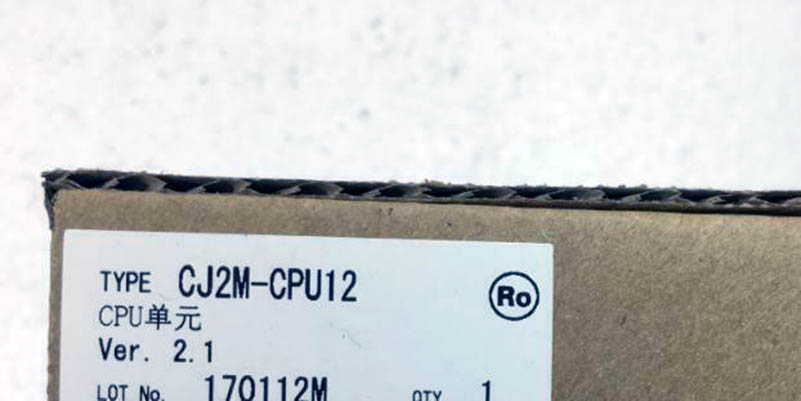 TYPE CJ2M-CPU12
Ro
CPU单元
Ver. 2.1
LOT No. 170112M QTY 1